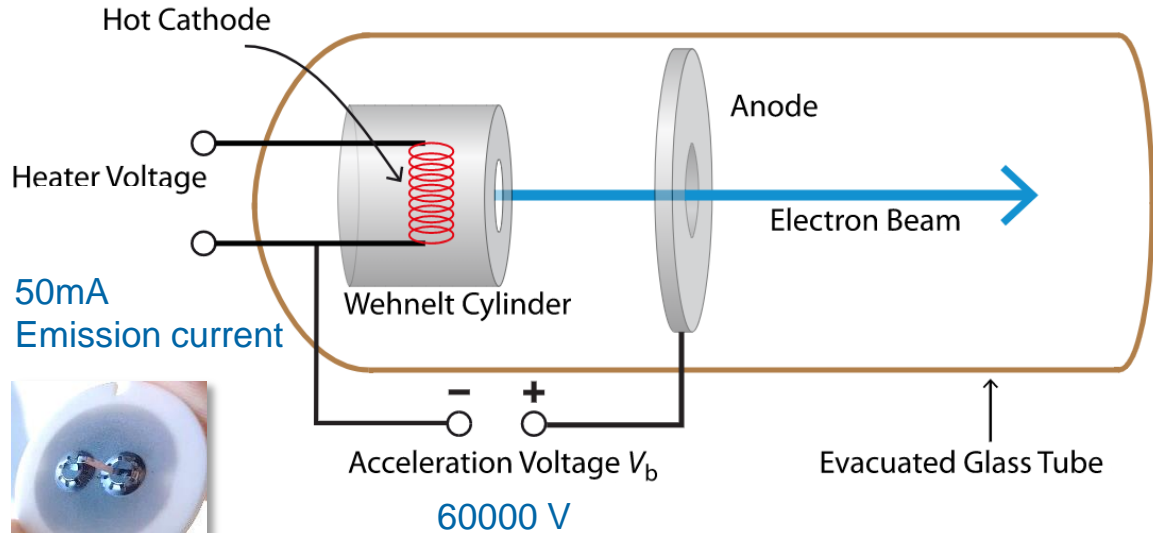 Hot Cathode
Anode
Heater Voltage
Electron Beam
50mA
Emission current
Wehnelt Cylinder
− +
Acceleration Voltage Vb
Evacuated Glass Tube
60000 V